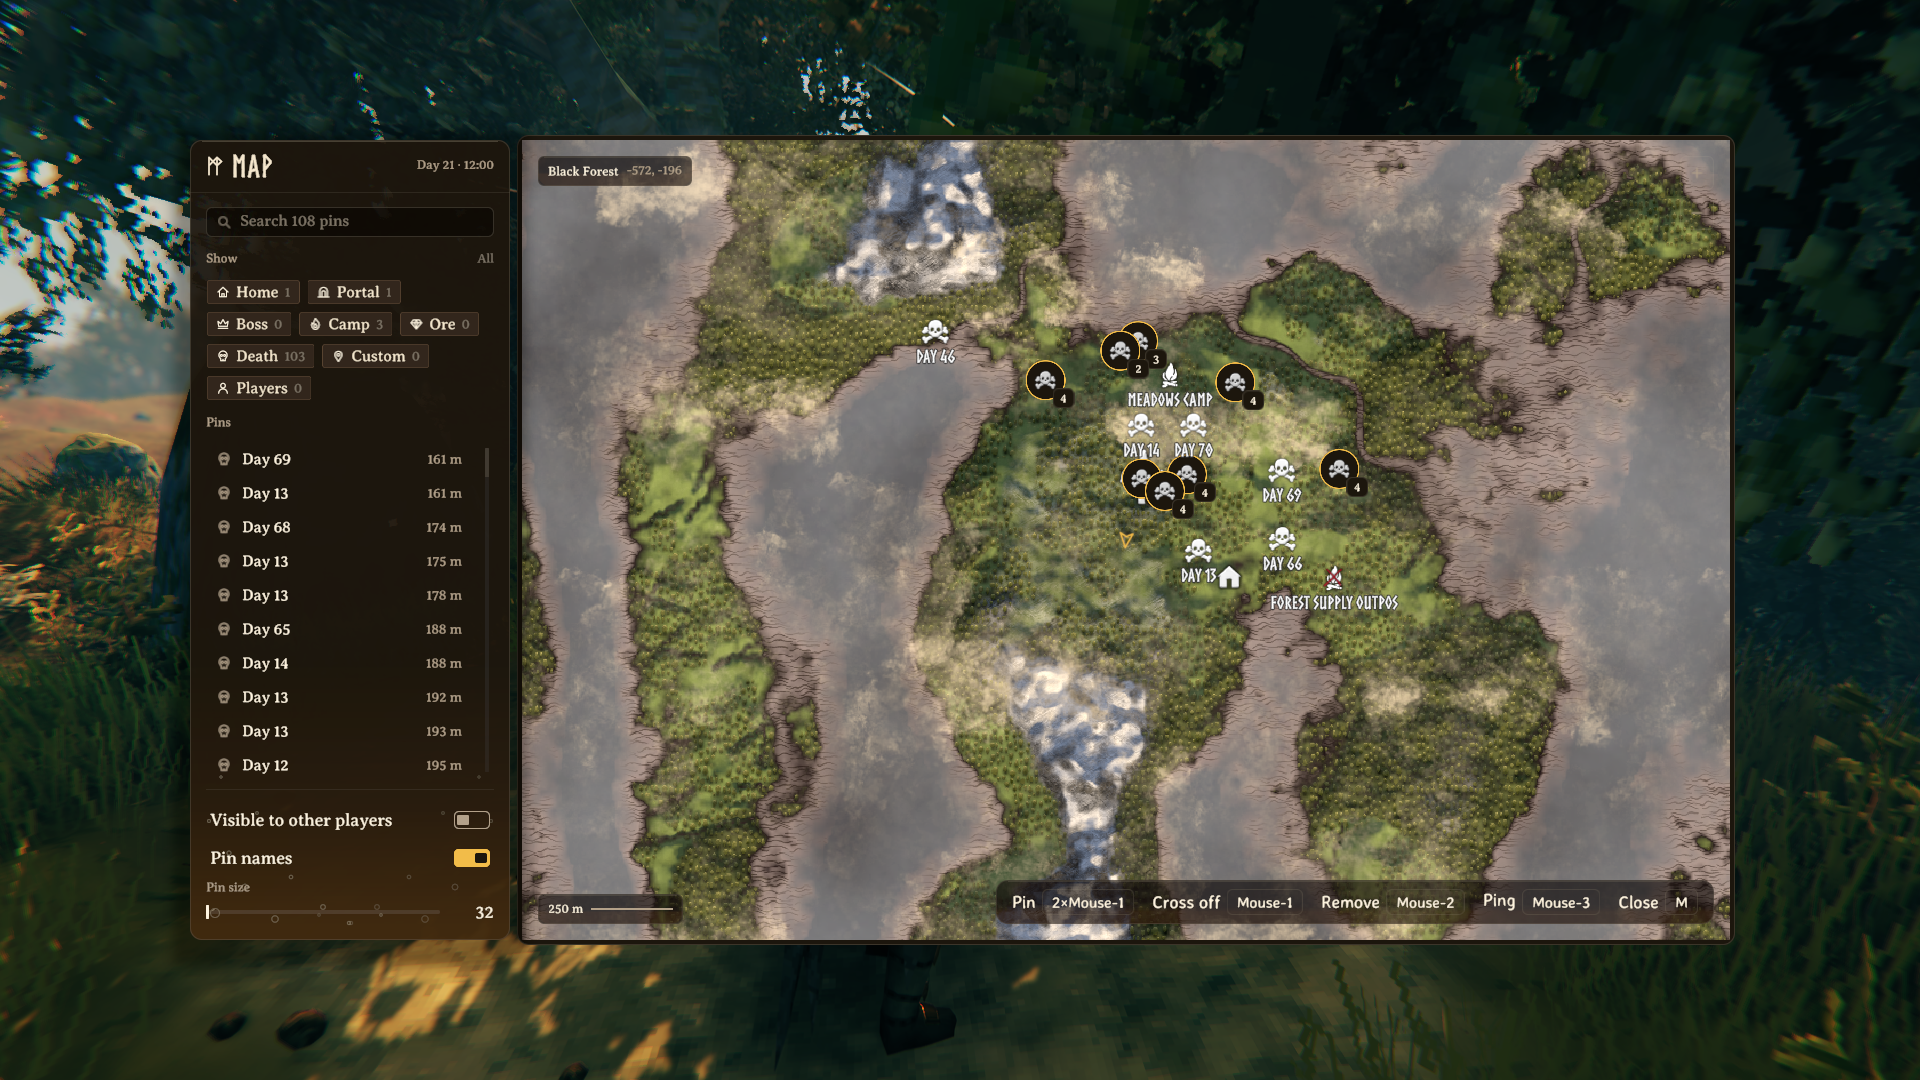 MAP
Day 21 · 12:00
Search 108 pins
Show
All
Home 1
Portal 1
Boss 0
Camp 3
Ore 0
Death 103
Custom 0
Players 0
Pins
Day 69 161 m
Day 13 161 m
Day 68 174 m
Day 13 175 m
Day 13 178 m
Day 65 188 m
Day 14 188 m
Day 13 192 m
Day 13 193 m
Day 12 195 m
Visible to other players
Pin names
Pin size
32
Black Forest -572, -196
DAY 46
3
2
4
4
MEADOWS CAMP
DAY 14 DAY 70
4
4
4
DAY 69
DAY 66
DAY 13
FOREST SUPPLY OUTPOS
250 m
Pin 2×Mouse-1 Cross off Mouse-1 Remove Mouse-2 Ping Mouse-3 Close M